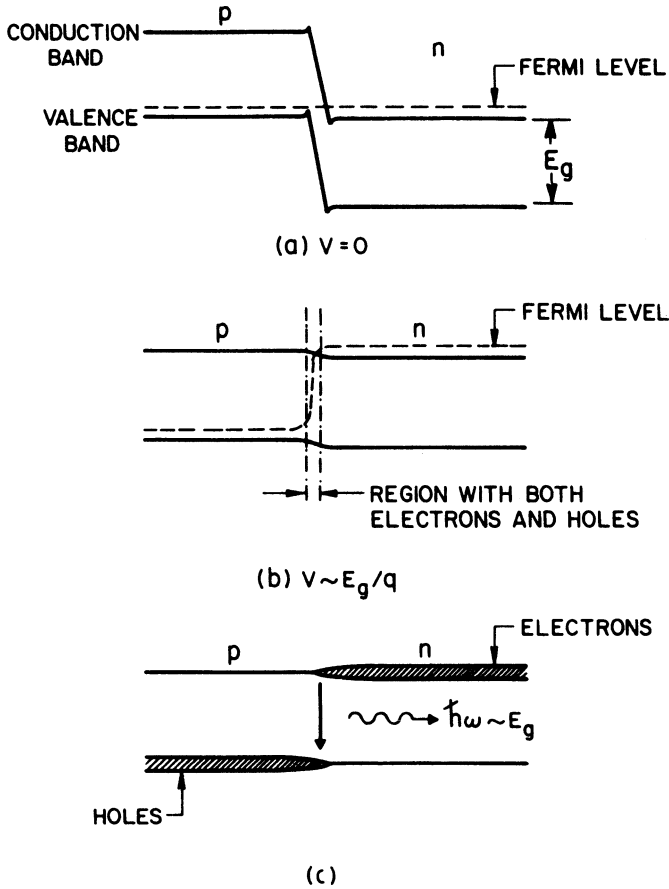 p
CONDUCTION
BAND
n
FERMI LEVEL
VALENCE
BAND
E_g
(a) V=0
FERMI LEVEL
p
n
REGION WITH BOTH
ELECTRONS AND HOLES
(b) V~E_g/q
ELECTRONS
p
n
ħω ~E_g
HOLES
(c)